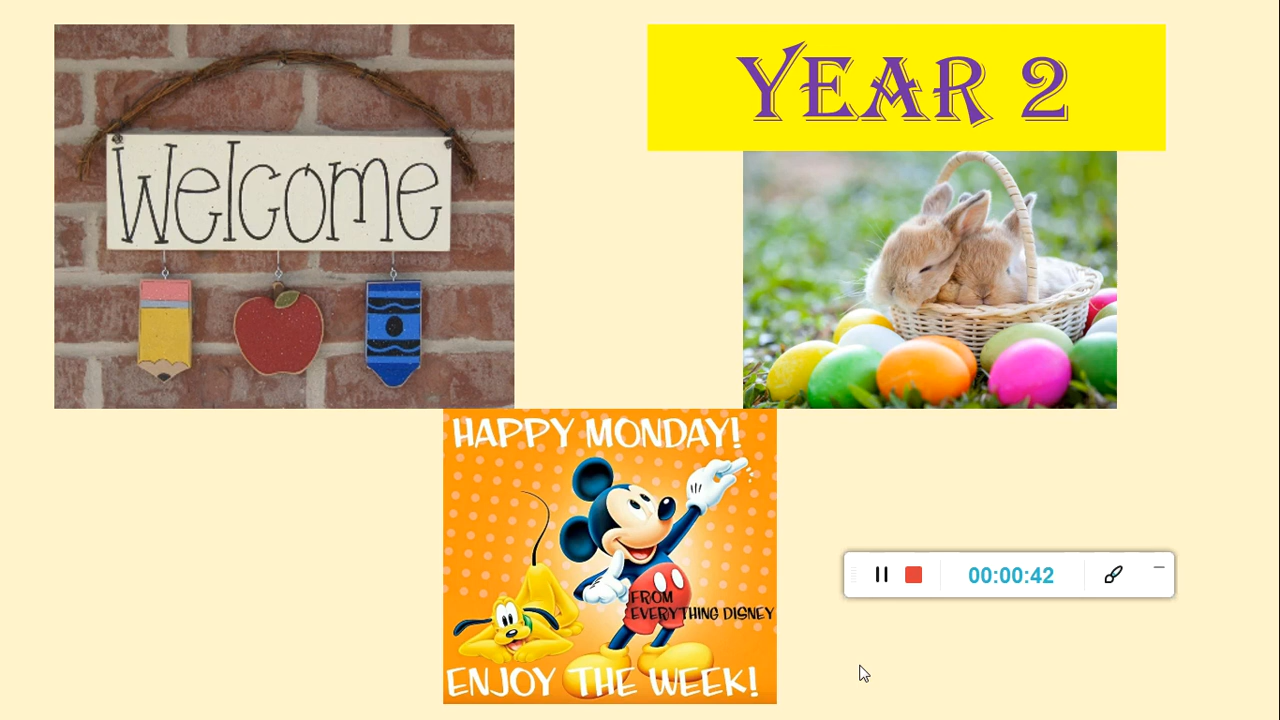 Welcome
YEAR 2
HAPPY MONDAY!
FROM
EVERYTHING DISNEY
ENJOY THE WEEK!
00:00:42